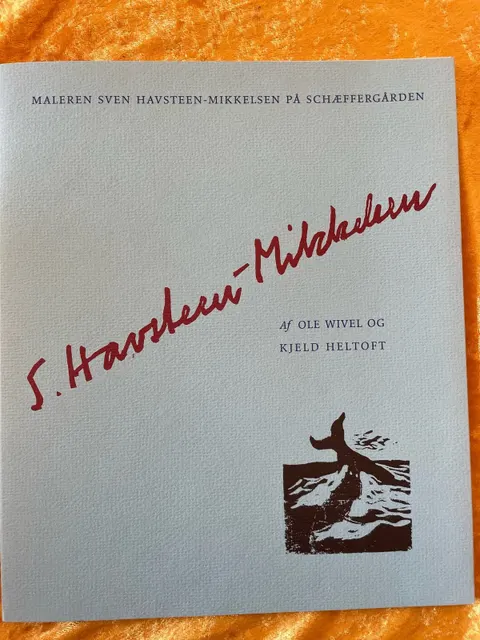 MALEREN SVEN HAVSTEEN-MIKKELSEN PÅ SCHÆFFERGÅRDEN
S. Havsteen-Mikkelsen
Af OLE WIVEL OG
KJELD HELTOFT